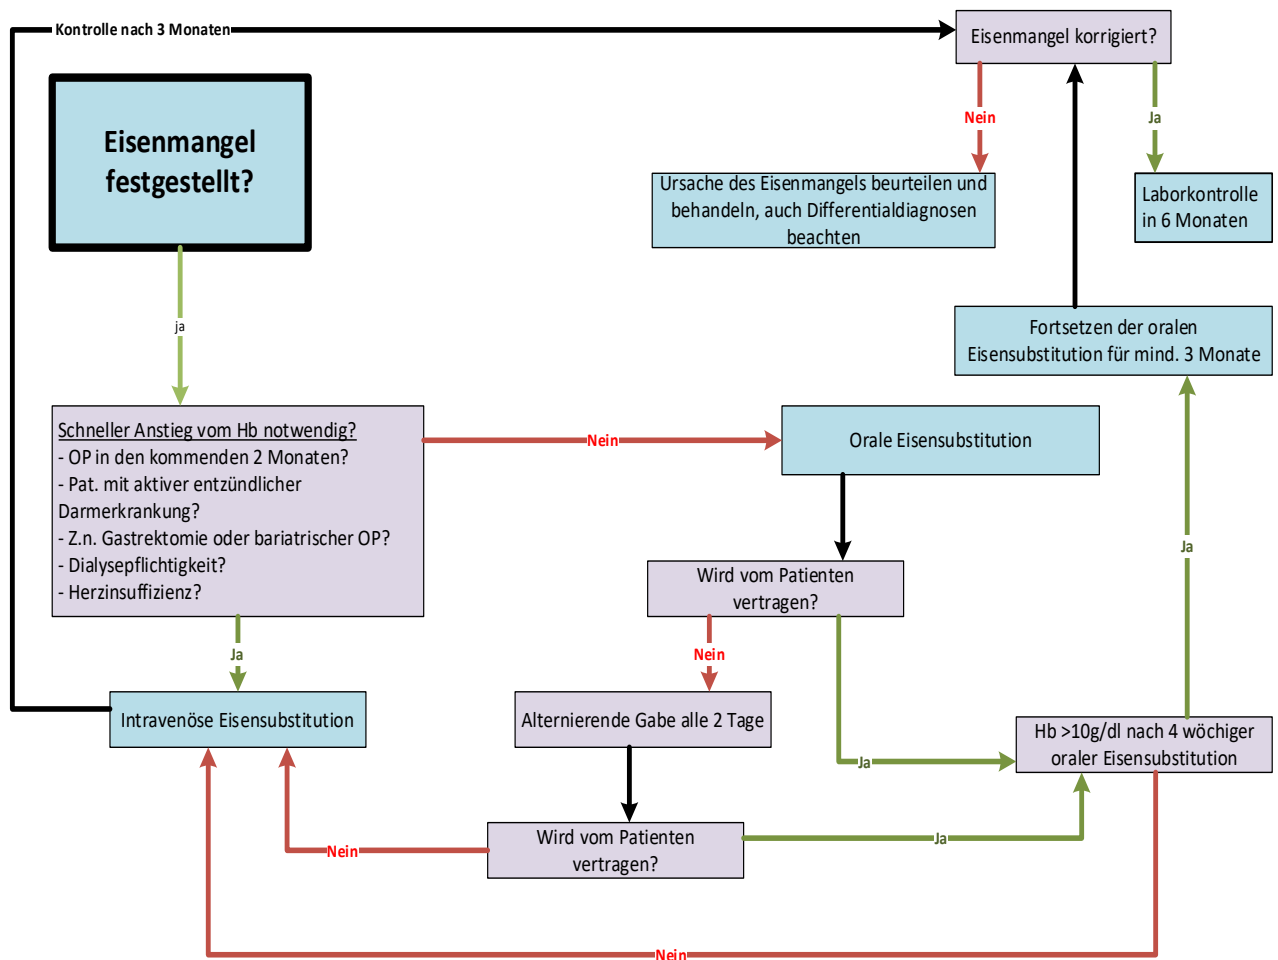 Kontrolle nach 3 Monaten
Eisenmangel korrigiert?
Eisenmangel
festgestellt?
Nein
Ja
Ursache des Eisenmangels beurteilen und
behandeln, auch Differentialdiagnosen
beachten
Laborkontrolle
in 6 Monaten
ja
Fortsetzen der oralen
Eisensubstitution für mind. 3 Monate
Schneller Anstieg vom Hb notwendig?
- OP in den kommenden 2 Monaten?
- Pat. mit aktiver entzündlicher
Darmerkrankung?
- Z.n. Gastrektomie oder bariatrischer OP?
- Dialysepflichtigkeit?
- Herzinsuffizienz?
Nein
Orale Eisensubstitution
Ja
Wird vom Patienten
vertragen?
Ja
Nein
Intravenöse Eisensubstitution
Alternierende Gabe alle 2 Tage
Hb >10g/dl nach 4 wöchiger
oraler Eisensubstitution
Ja
Wird vom Patienten
vertragen?
Ja
Nein
Nein